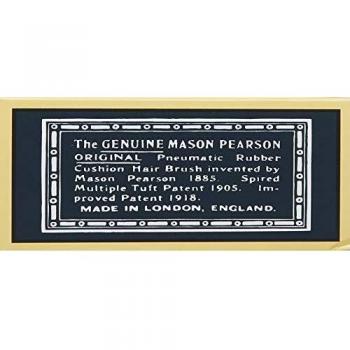 The GENUINE MASON PEARSON
ORIGINAL Pneumatic Rubber
Cushion Hair Brush invented by
Mason Pearson 1885. Spired
Multiple Tuft Patent 1905. Im-
proved Patent 1918.
MADE IN LONDON, ENGLAND.